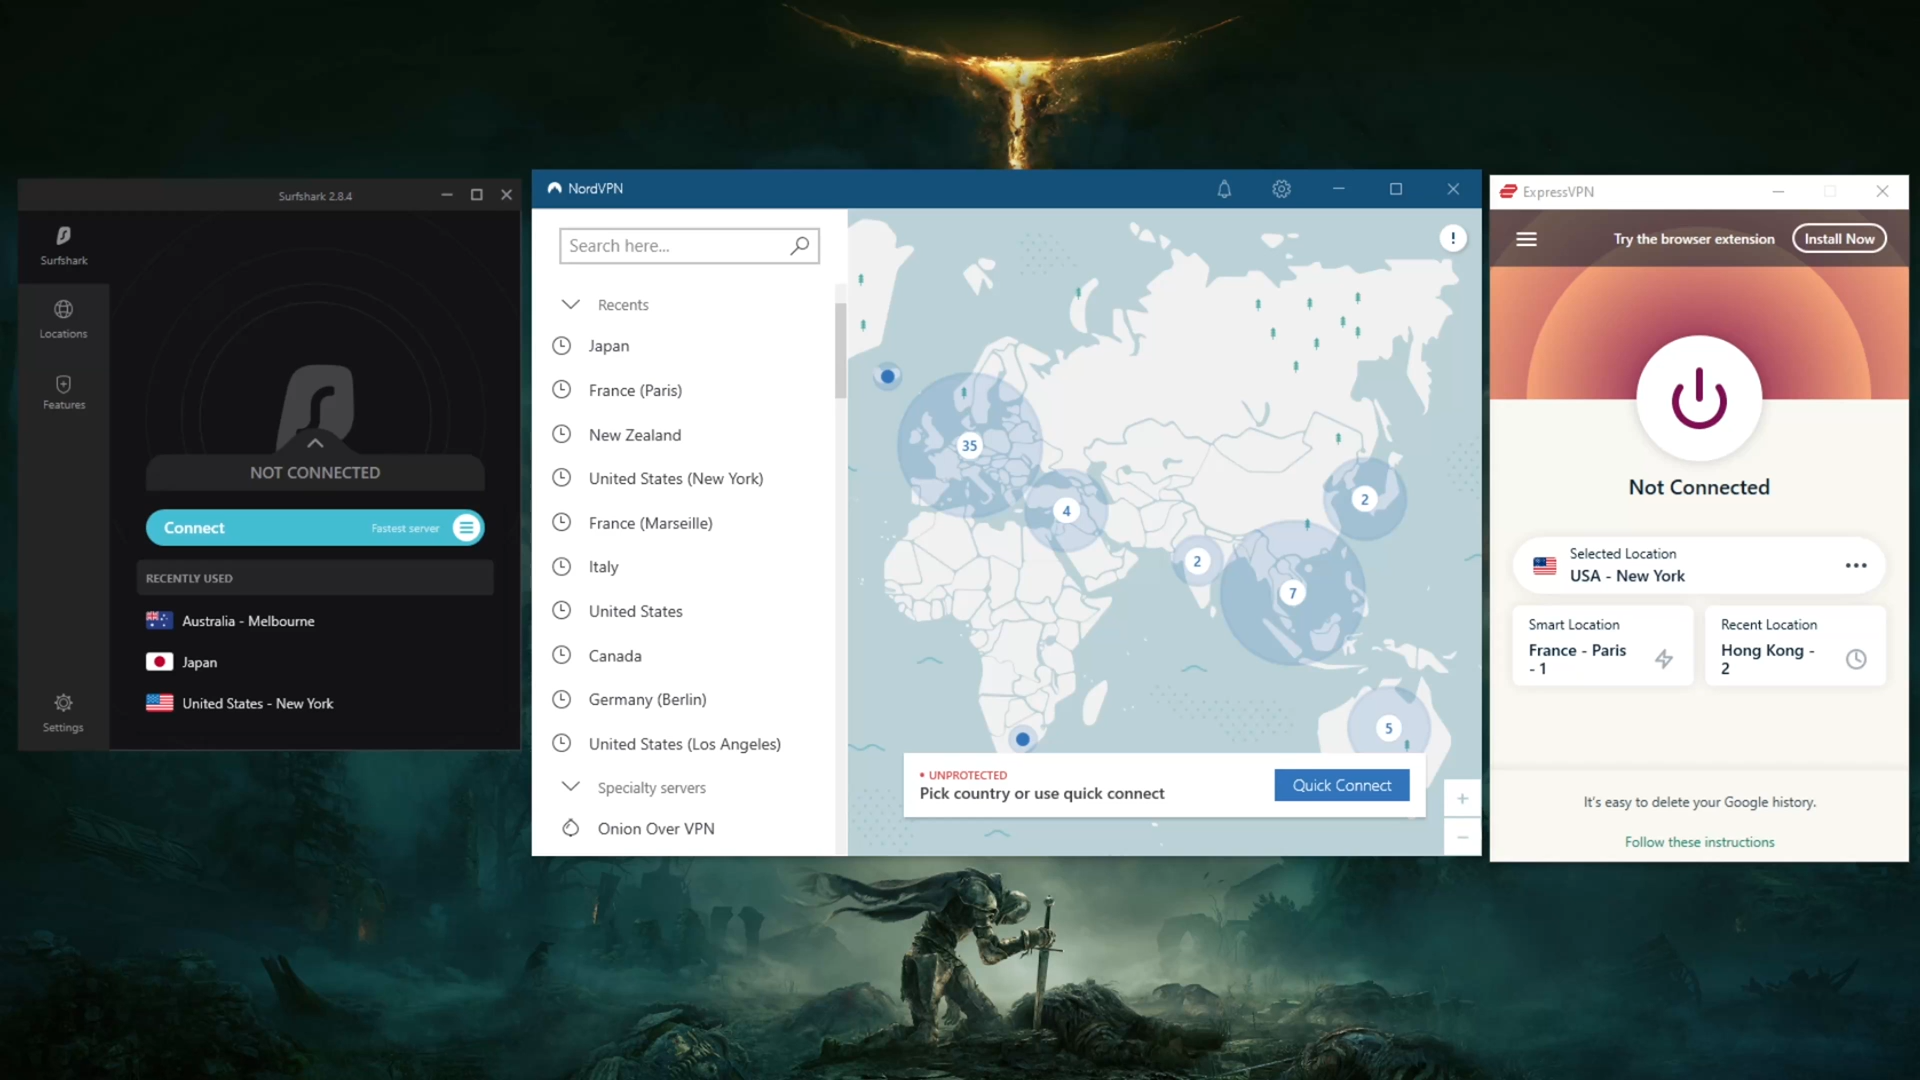 Surfshark 2.8.4
Surfshark
Locations
Features
Settings
NOT CONNECTED
Connect
Fastest server
RECENTLY USED
Australia - Melbourne
Japan
United States - New York
NordVPN
Search here...
Recents
Japan
France (Paris)
New Zealand
United States (New York)
France (Marseille)
Italy
United States
Canada
Germany (Berlin)
United States (Los Angeles)
Specialty servers
Onion Over VPN
!
35
4
2
2
7
5
• UNPROTECTED
Pick country or use quick connect
Quick Connect
+
−
ExpressVPN
Try the browser extension
Install Now
Not Connected
Selected Location
USA - New York
Smart Location
France - Paris
- 1
Recent Location
Hong Kong -
2
It's easy to delete your Google history.
Follow these instructions